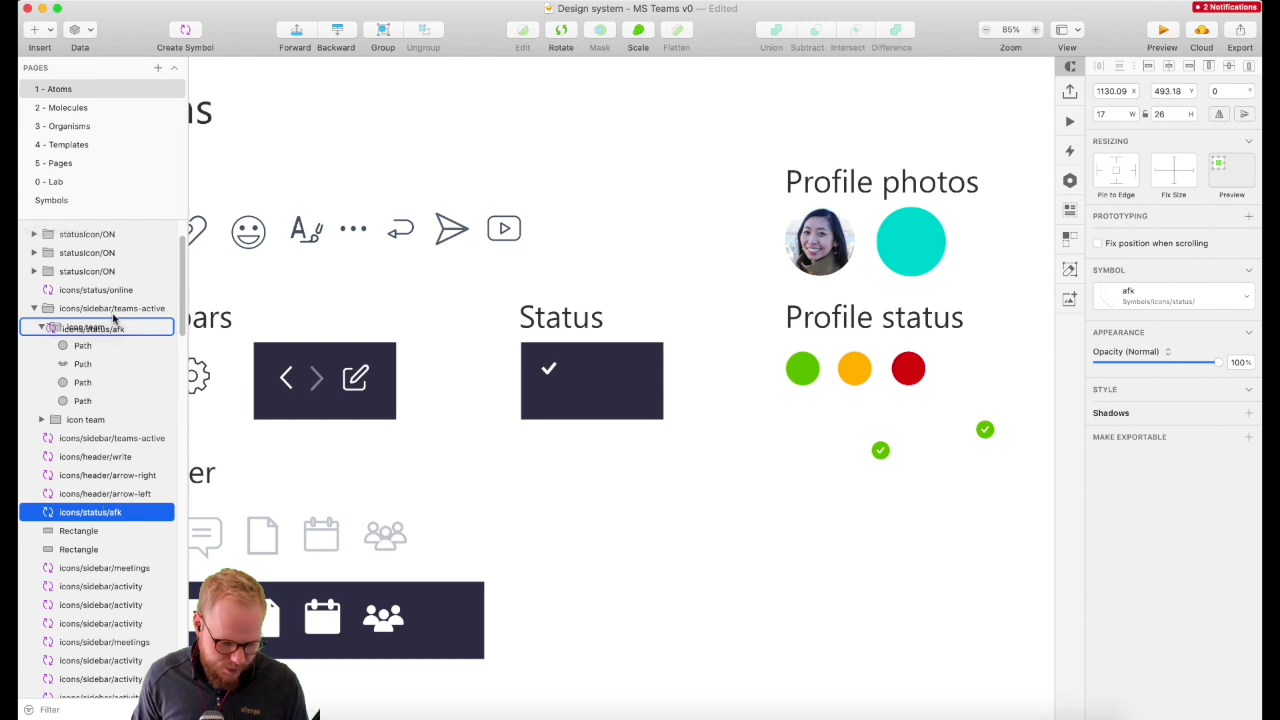 Design system - MS Teams v0 — Edited
2 Notifications
Insert Data Create Symbol Forward Backward Group Ungroup Edit Rotate Mask Scale Flatten Union Subtract Intersect Difference 85% Zoom View Preview Cloud Export
PAGES
1 - Atoms
2 - Molecules
3 - Organisms
4 - Templates
5 - Pages
0 - Lab
Symbols
statusIcon/ON
statusIcon/ON
statusIcon/ON
icons/status/online
icons/sidebar/teams-active
icon team
icons/status/afk
Path
Path
Path
Path
icon team
icons/sidebar/teams-active
icons/header/write
icons/header/arrow-right
icons/header/arrow-left
icons/status/afk
Rectangle
Rectangle
icons/sidebar/meetings
icons/sidebar/activity
icons/sidebar/activity
icons/sidebar/activity
icons/sidebar/meetings
icons/sidebar/activity
icons/sidebar/activity
Filter
ns
Profile photos
bars
Status
Profile status
er
1130.09 X 493.18 Y 0 °
17 W 26 H
RESIZING
Pin to Edge Fix Size Preview
PROTOTYPING
Fix position when scrolling
SYMBOL
afk
Symbols/icons/status/
APPEARANCE
Opacity (Normal) 100%
STYLE
Shadows
MAKE EXPORTABLE